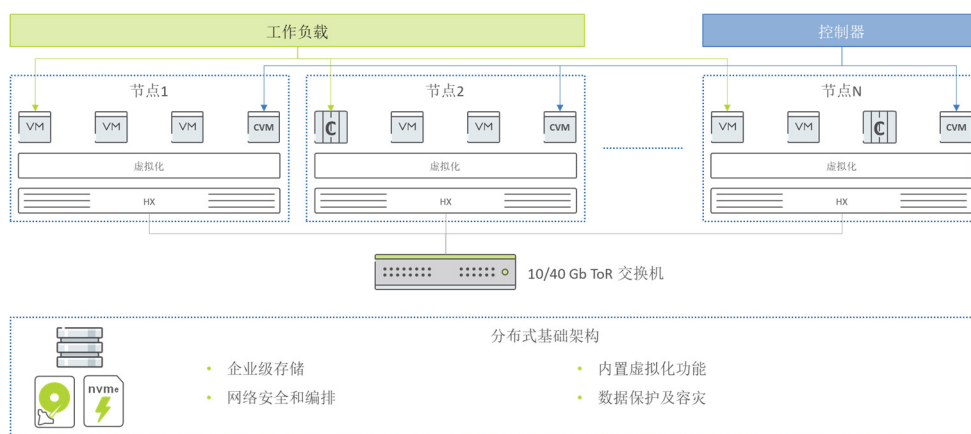 工作负载 控制器
节点1 节点2 节点N
VM VM VM CVM C VM VM CVM VM VM C CVM
虚拟化 虚拟化 虚拟化
HX HX HX
10/40 Gb ToR 交换机
分布式基础架构
企业级存储 内置虚拟化功能
nvme
网络安全和编排 数据保护及容灾